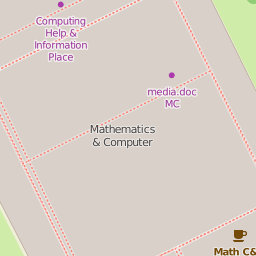 Computing
Help &
Information
Place
media.doc
MC
Mathematics
& Computer
Math C&